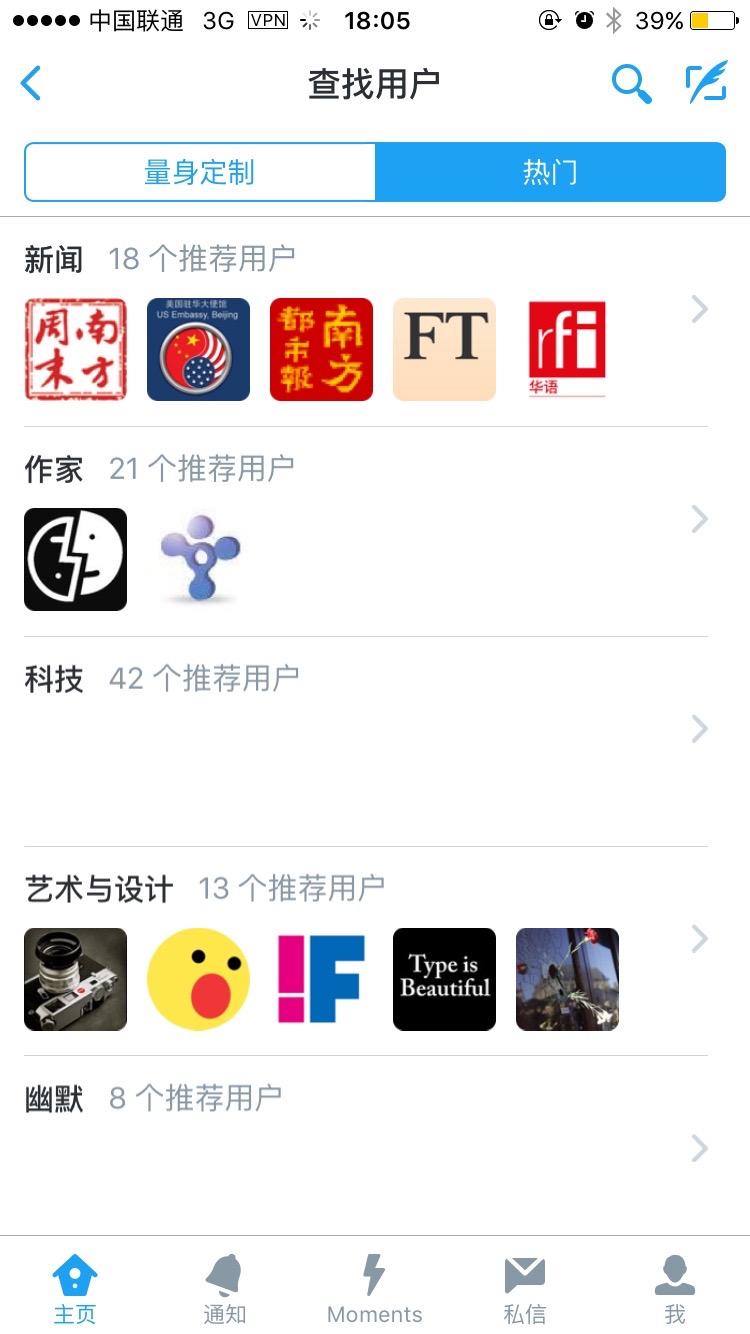 中国联通 3G VPN 18:05 39%
查找用户
量身定制 热门
新闻 18 个推荐用户
南方周末
美国驻华大使馆
US Embassy, Beijing
南方都市報
FT
rfi
华语
作家 21 个推荐用户
科技 42 个推荐用户
艺术与设计 13 个推荐用户
!F
Type is
Beautiful
幽默 8 个推荐用户
主页 通知 Moments 私信 我